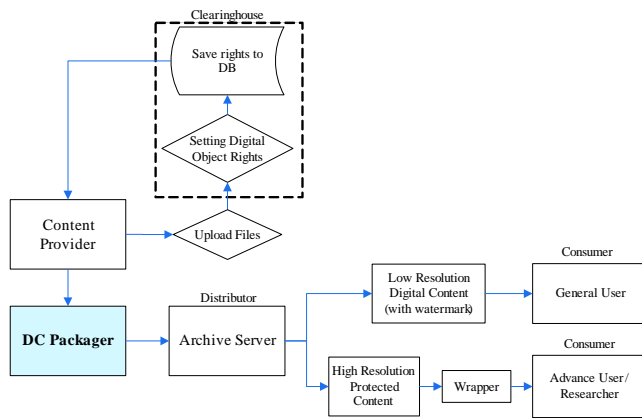 Clearinghouse
Save rights to
DB
Setting Digital
Object Rights
Content
Provider
Upload Files
DC Packager
Distributor
Archive Server
Low Resolution
Digital Content
(with watermark)
Consumer
General User
High Resolution
Protected
Content
Wrapper
Consumer
Advance User/
Researcher